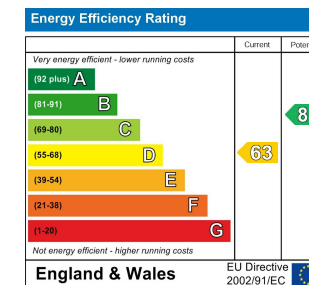 Energy Efficiency Rating
Current
Very energy efficient - lower running costs
(92 plus) A
(81-91) B
(69-80) C
(55-68) D
63
(39-54) E
(21-38) F
(1-20) G
Not energy efficient - higher running costs
England & Wales
EU Directive
2002/91/EC